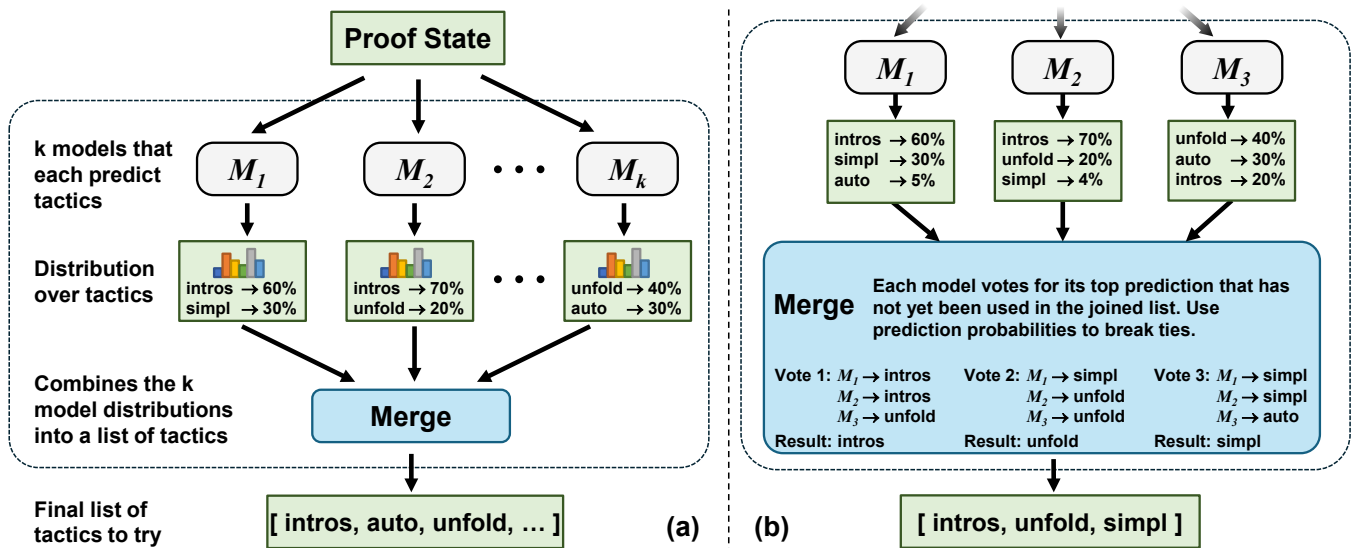 Proof State
k models that
each predict
tactics
M1
M2
• • •
Mk
Distribution
over tactics
intros → 60%
simpl → 30%
intros → 70%
unfold → 20%
• • •
unfold → 40%
auto → 30%
Combines the k
model distributions
into a list of tactics
Merge
Final list of
tactics to try
[ intros, auto, unfold, … ]
(a)
M1
M2
M3
intros → 60%
simpl → 30%
auto → 5%
intros → 70%
unfold → 20%
simpl → 4%
unfold → 40%
auto → 30%
intros → 20%
Merge
Each model votes for its top prediction that has
not yet been used in the joined list. Use
prediction probabilities to break ties.
Vote 1: M1 → intros
M2 → intros
M3 → unfold
Result: intros
Vote 2: M1 → simpl
M2 → unfold
M3 → unfold
Result: unfold
Vote 3: M1 → simpl
M2 → simpl
M3 → auto
Result: simpl
(b)
[ intros, unfold, simpl ]